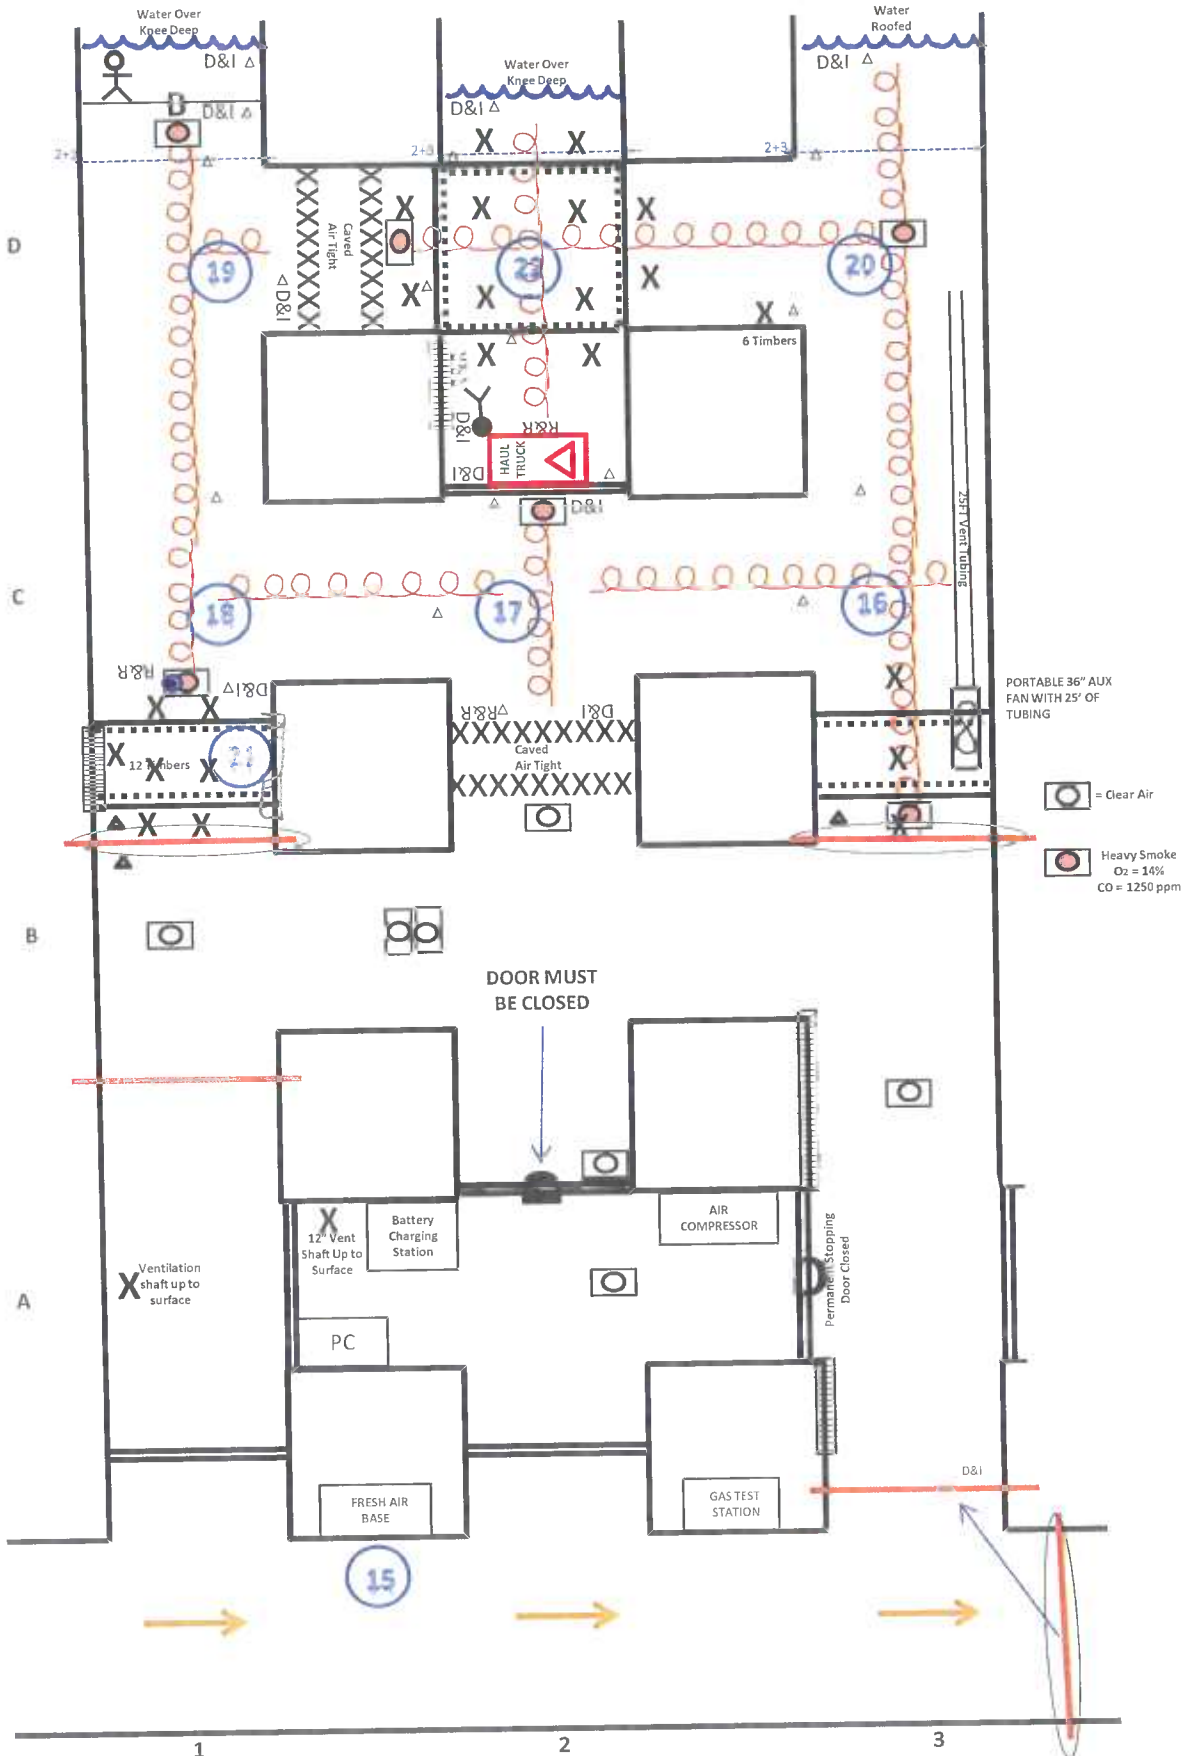 Water Over
Knee Deep
D&I
Water Over
Knee Deep
Water
Roofed
D&I
D&I
D&I
B
2+3
2+3
2+3
D
Caved
Air Tight
D&I
19
20
6 Timbers
D&I
D&I
R&R
HAUL
TRUCK
D&I
25FT Vent Tubing
C
18
17
16
R&R
D&I
R&R
D&I
Caved
Air Tight
12 Timbers
21
PORTABLE 36" AUX
FAN WITH 25' OF
TUBING
= Clear Air
Heavy Smoke
O2 = 14%
CO = 1250 ppm
B
DOOR MUST
BE CLOSED
A
Ventilation
shaft up to
surface
12" Vent
Shaft Up to
Surface
Battery
Charging
Station
AIR
COMPRESSOR
Permanent Stopping
Door Closed
PC
FRESH AIR
BASE
GAS TEST
STATION
D&I
15
1
2
3